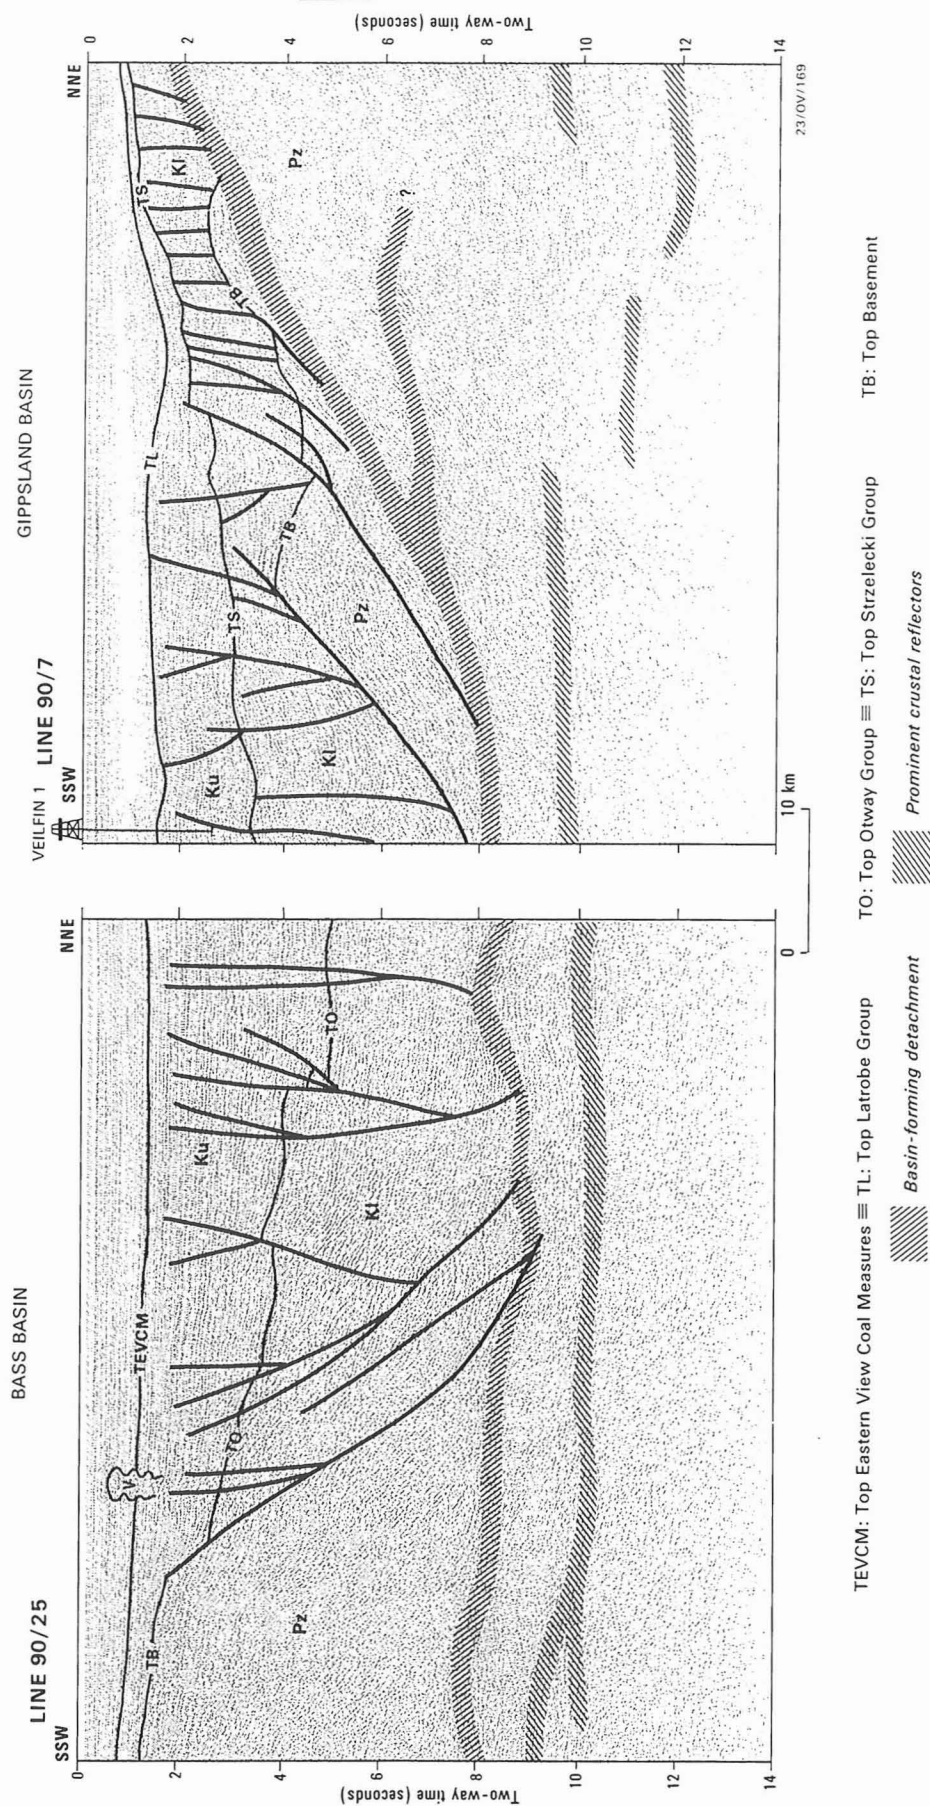 BASS BASIN
LINE 90/25
SSW
NNE
TEVCM
V
TB
TO
Ku
TO
Kl
Pz
Two-way time (seconds)
0
2
4
6
8
10
12
14
GIPPSLAND BASIN
VEILFIN 1
LINE 90/7
SSW
NNE
TL
TS
Ku
TS
Kl
Kl
TB
TB
Pz
Pz
?
Two-way time (seconds)
0
2
4
6
8
10
12
14
23/OV/169
0
10 km
TEVCM: Top Eastern View Coal Measures ≡ TL: Top Latrobe Group
TO: Top Otway Group ≡ TS: Top Strzelecki Group
TB: Top Basement
Basin-forming detachment
Prominent crustal reflectors